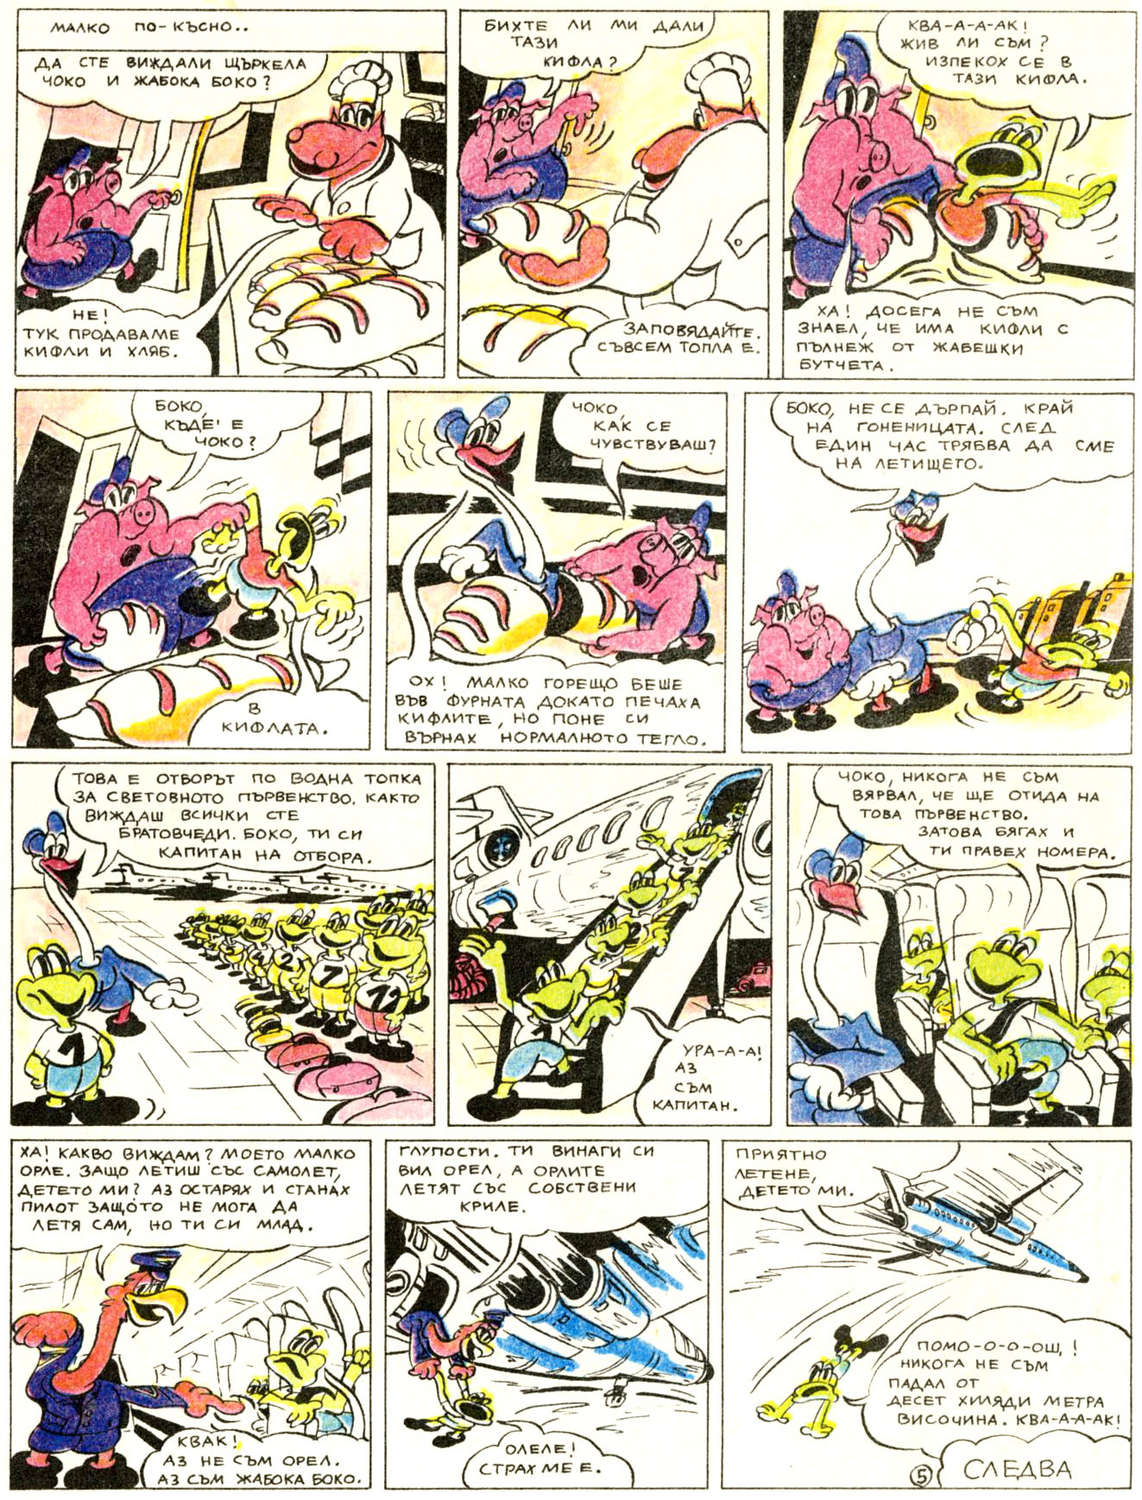 МАЛКО ПО-КЪСНО..
ДА СТЕ ВИЖДАЛИ ЩЪРКЕЛА
ЧОКО И ЖАБОКА БОКО?
НЕ!
ТУК ПРОДАВАМЕ
КИФЛИ И ХЛЯБ.
БИХТЕ ЛИ МИ ДАЛИ
ТАЗИ
КИФЛА?
ЗАПОВЯДАЙТЕ.
СЪВСЕМ ТОПЛА Е.
КВА-А-А-АК!
ЖИВ ЛИ СЪМ?
ИЗПЕКОХ СЕ В
ТАЗИ КИФЛА.
ХА! ДОСЕГА НЕ СЪМ
ЗНАЕЛ, ЧЕ ИМА КИФЛИ С
ПЪЛНЕЖ ОТ ЖАБЕШКИ
БУТЧЕТА.
БОКО,
КЪДЕ Е
ЧОКО?
В
КИФЛАТА.
ЧОКО,
КАК СЕ
ЧУВСТВУВАШ?
ОХ! МАЛКО ГОРЕЩО БЕШЕ
ВЪВ ФУРНАТА ДОКАТО ПЕЧАХА
КИФЛИТЕ, НО ПОНЕ СИ
ВЪРНАХ НОРМАЛНОТО ТЕГЛО.
БОКО, НЕ СЕ ДЪРПАЙ. КРАЙ
НА ГОНЕНИЦАТА. СЛЕД
ЕДИН ЧАС ТРЯБВА ДА СМЕ
НА ЛЕТИЩЕТО.
ТОВА Е ОТБОРЪТ ПО ВОДНА ТОПКА
ЗА СВЕТОВНОТО ПЪРВЕНСТВО. КАКТО
ВИЖДАШ ВСИЧКИ СТЕ
БРАТОВЧЕДИ. БОКО, ТИ СИ
КАПИТАН НА ОТБОРА.
4 2 7 11
1
7
2
1
УРА-А-А!
АЗ
СЪМ
КАПИТАН.
ЧОКО, НИКОГА НЕ СЪМ
ВЯРВАЛ, ЧЕ ЩЕ ОТИДА НА
ТОВА ПЪРВЕНСТВО.
ЗАТОВА БЯГАХ И
ТИ ПРАВЕХ НОМЕРА.
ХА! КАКВО ВИЖДАМ? МОЕТО МАЛКО
ОРЛЕ. ЗАЩО ЛЕТИШ СЪС САМОЛЕТ,
ДЕТЕТО МИ? АЗ ОСТАРЯХ И СТАНАХ
ПИЛОТ ЗАЩОТО НЕ МОГА ДА
ЛЕТЯ САМ, НО ТИ СИ МЛАД.
КВАК!
АЗ НЕ СЪМ ОРЕЛ.
АЗ СЪМ ЖАБОКА БОКО.
ГЛУПОСТИ. ТИ ВИНАГИ СИ
БИЛ ОРЕЛ, А ОРЛИТЕ
ЛЕТЯТ СЪС СОБСТВЕНИ
КРИЛЕ.
ОЛЕЛЕ!
СТРАХ МЕ Е.
ПРИЯТНО
ЛЕТЕНЕ,
ДЕТЕТО МИ.
ПОМО-О-О-ОЩ!
НИКОГА НЕ СЪМ
ПАДАЛ ОТ
ДЕСЕТ ХИЛЯДИ МЕТРА
ВИСОЧИНА. КВА-А-А-АК!
5 СЛЕДВА